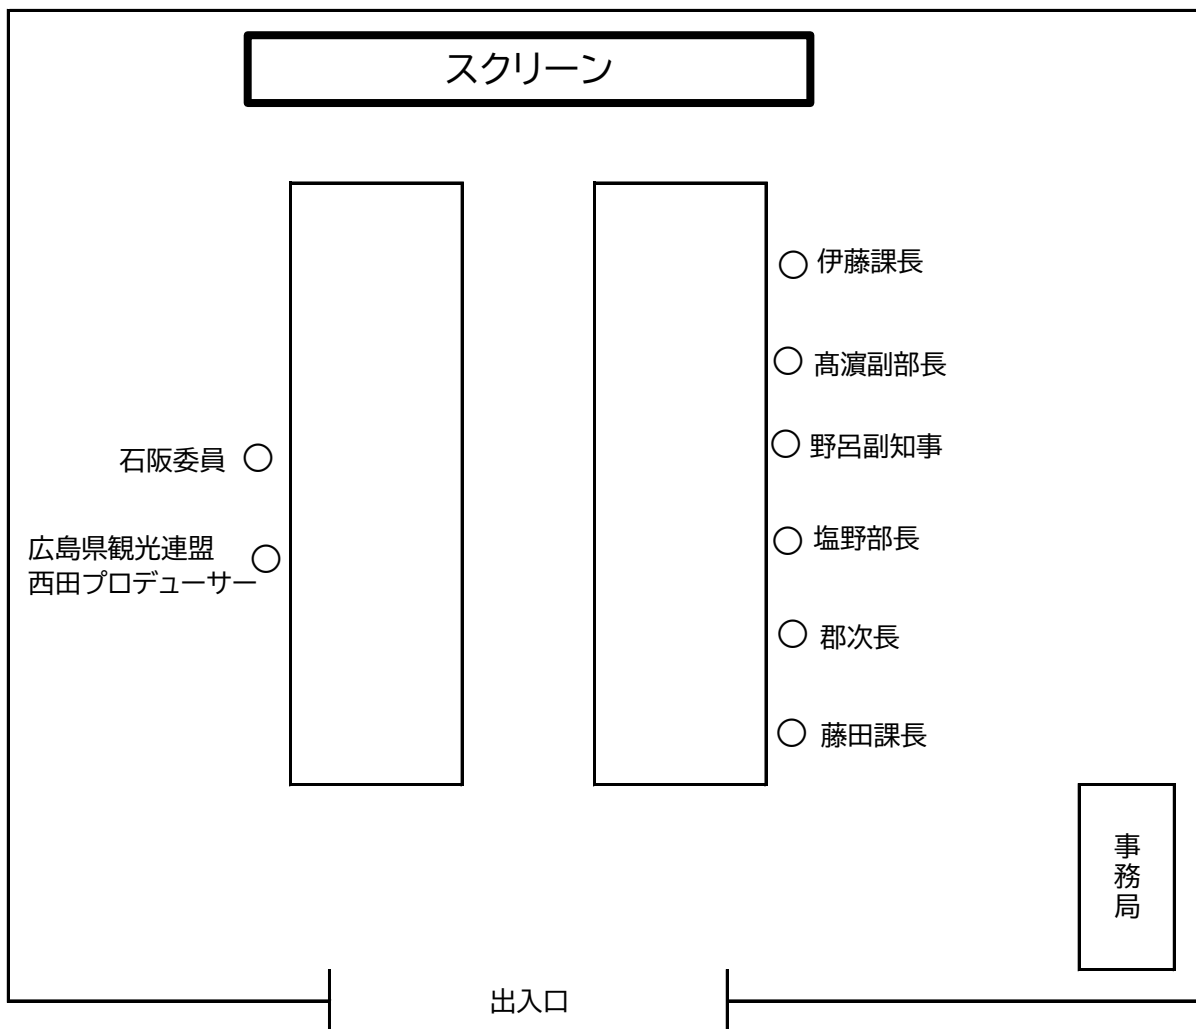 スクリーン
伊藤課長
髙濵副部長
野呂副知事
石阪委員
塩野部長
広島県観光連盟
西田プロデューサー
郡次長
藤田課長
事務局
出入口